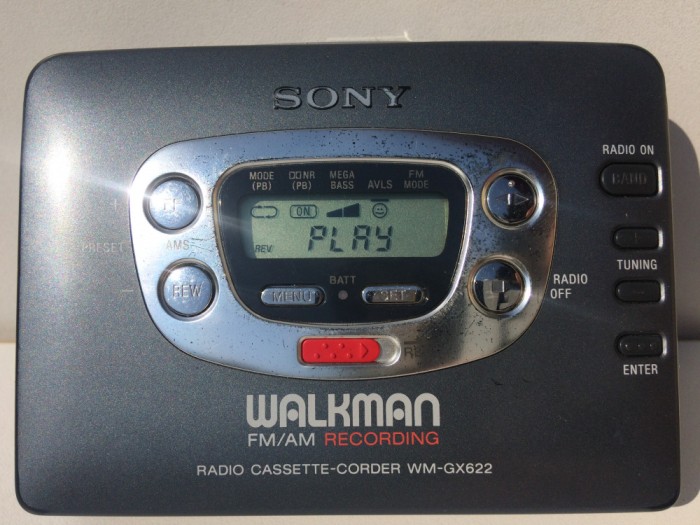 SONY
RADIO ON
BAND
MODE (PB)
DNR (PB)
MEGA BASS
AVLS
FM MODE
ON
PLAY
REV
PRESET
AMS
REW
BATT
MENU
SET
RADIO OFF
TUNING
ENTER
WALKMAN
FM/AM RECORDING
RADIO CASSETTE-CORDER WM-GX622